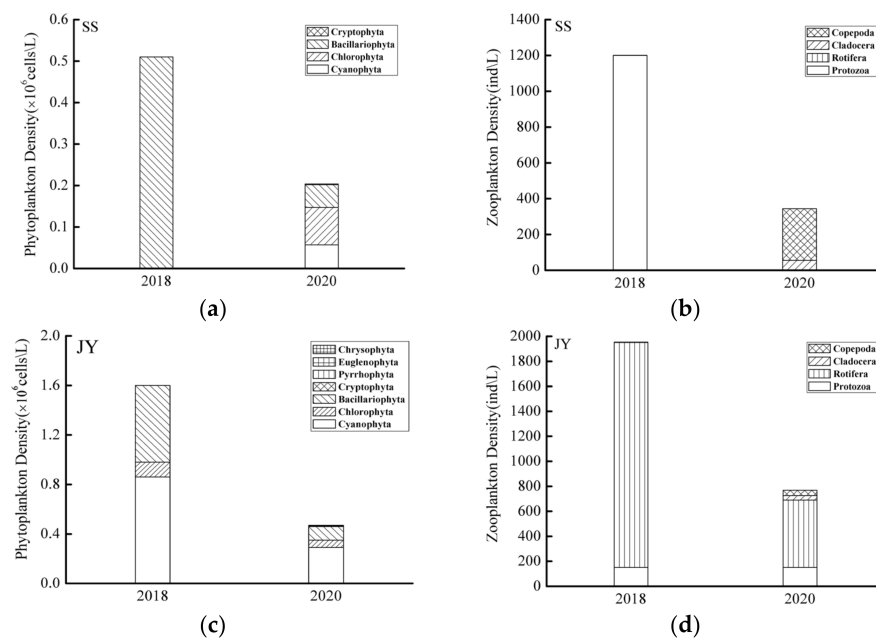 SS
Phytoplankton Density(×10⁶cells\L)
0.6
0.5
0.4
0.3
0.2
0.1
0.0
2018
2020
Cryptophyta
Bacillariophyta
Chlorophyta
Cyanophyta
(a)
SS
Zooplankton Density(ind\L)
1400
1200
1000
800
600
400
200
0
2018
2020
Copepoda
Cladocera
Rotifera
Protozoa
(b)
JY
Phytoplankton Density(×10⁶cells\L)
2.0
1.6
1.2
0.8
0.4
0.0
2018
2020
Chrysophyta
Euglenophyta
Pyrrhophyta
Cryptophyta
Bacillariophyta
Chlorophyta
Cyanophyta
(c)
JY
Zooplankton Density(ind\L)
2000
1800
1600
1400
1200
1000
800
600
400
200
0
2018
2020
Copepoda
Cladocera
Rotifera
Protozoa
(d)